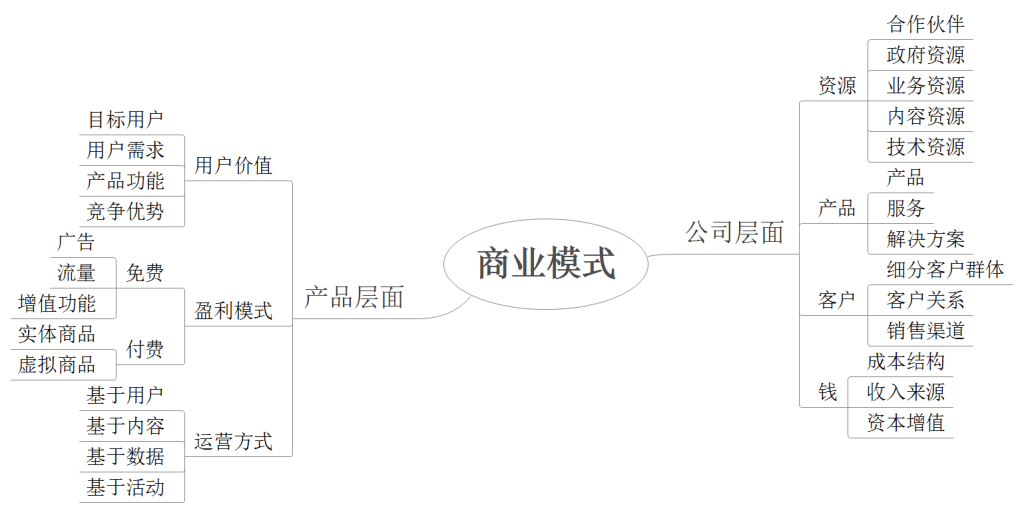 商业模式
公司层面
资源
合作伙伴
政府资源
业务资源
内容资源
技术资源
产品
产品
服务
解决方案
客户
细分客户群体
客户关系
销售渠道
钱
成本结构
收入来源
资本增值
产品层面
用户价值
目标用户
用户需求
产品功能
竞争优势
盈利模式
免费
广告
流量
增值功能
付费
实体商品
虚拟商品
运营方式
基于用户
基于内容
基于数据
基于活动